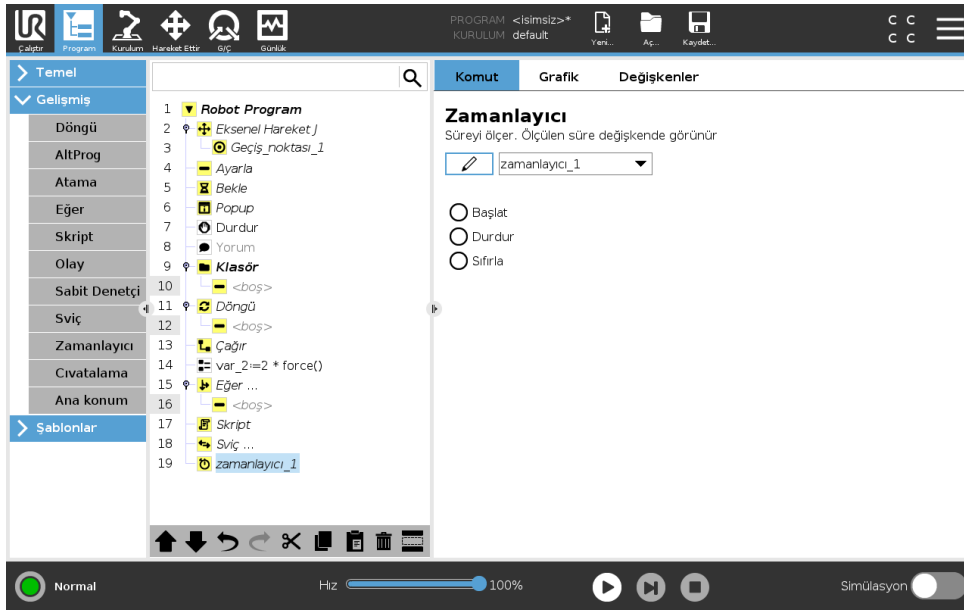 UR
PROGRAM <isimsiz>*
KURULUM default
Çalıştır
Program
Kurulum
Hareket Ettir
G/Ç
Günlük
Yeni...
Aç...
Kaydet...
C C
C C
Temel
Gelişmiş
Döngü
AltProg
Atama
Eğer
Skript
Olay
Sabit Denetçi
Sviç
Zamanlayıcı
Cıvatalama
Ana konum
Şablonlar
1 Robot Program
2 Eksenel Hareket J
3 Geçiş_noktası_1
4 Ayarla
5 Bekle
6 Popup
7 Durdur
8 Yorum
9 Klasör
10 <boş>
11 Döngü
12 <boş>
13 Çağır
14 var_2:=2 * force()
15 Eğer ...
16 <boş>
17 Skript
18 Sviç ...
19 zamanlayıcı_1
Komut Grafik Değişkenler
Zamanlayıcı
Süreyi ölçer. Ölçülen süre değişkende görünür
zamanlayıcı_1
Başlat
Durdur
Sıfırla
Normal
Hız 100%
Simülasyon